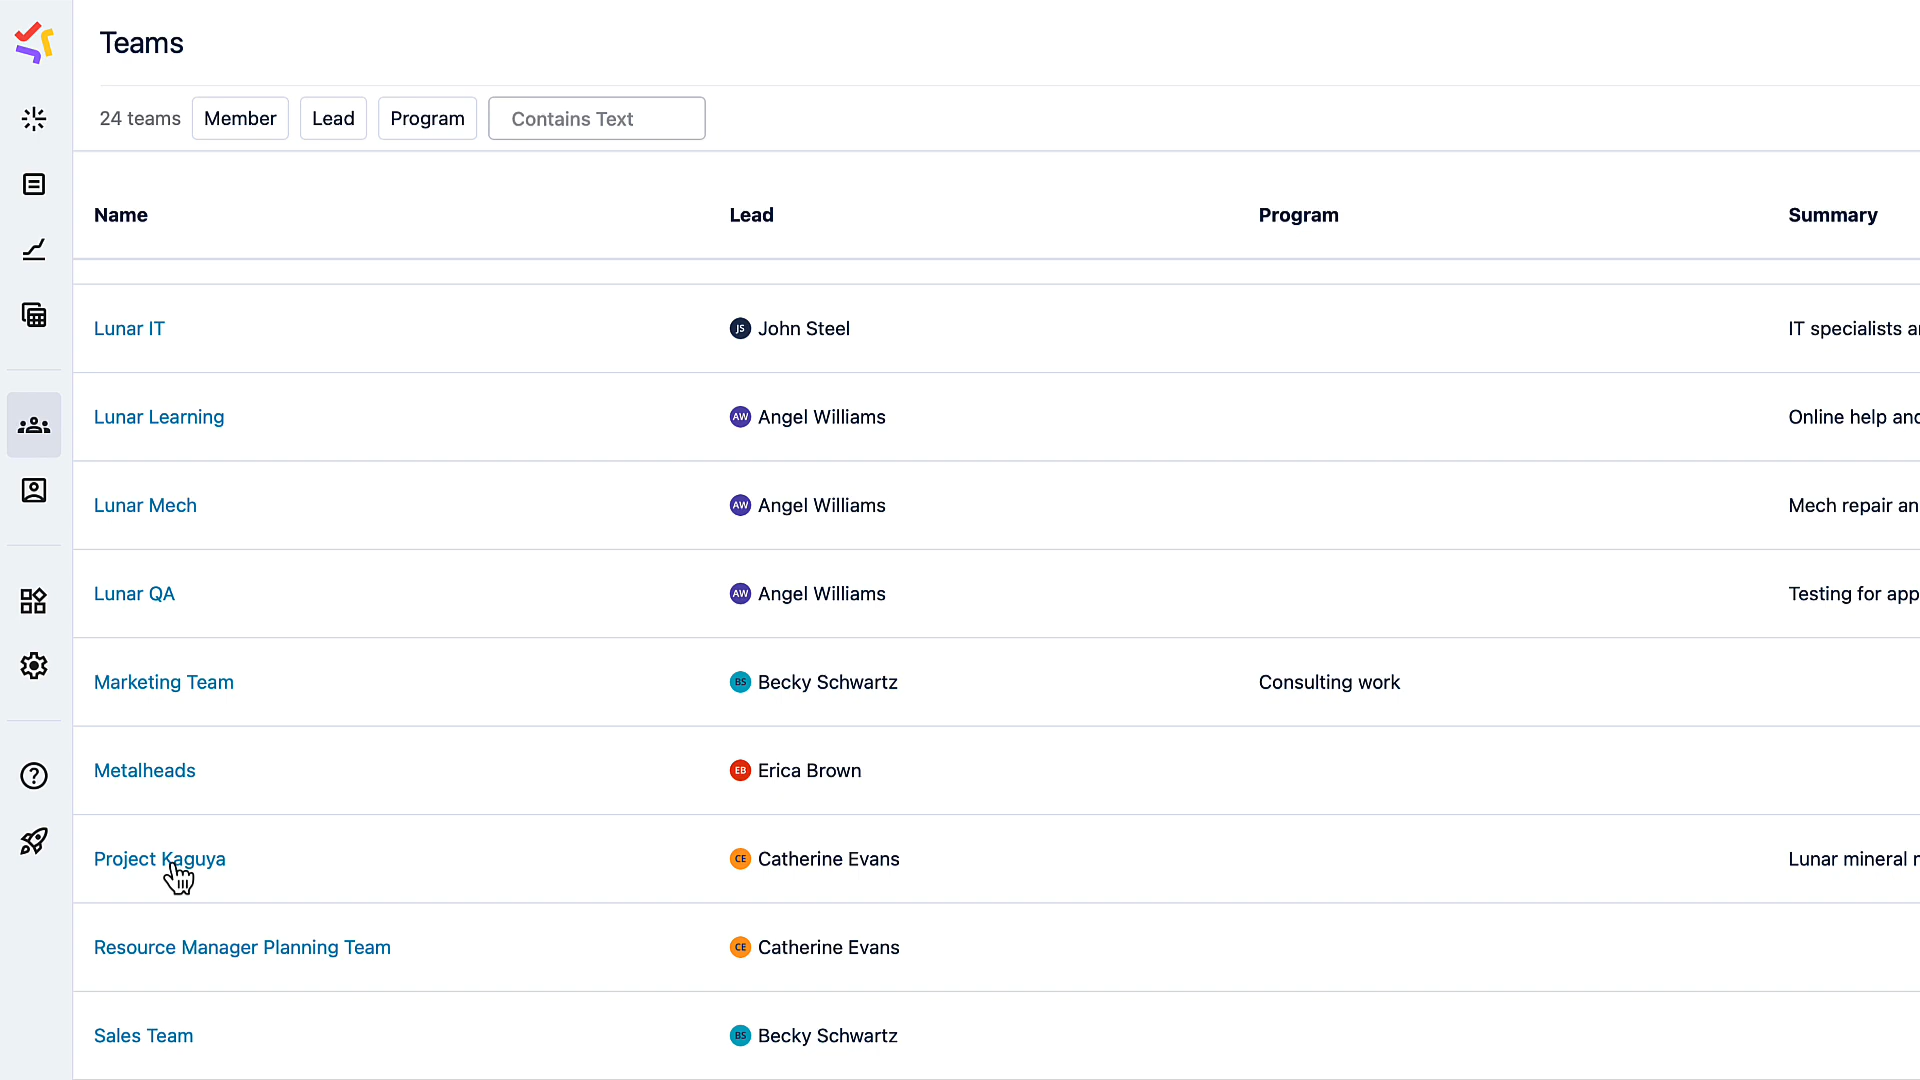 Teams
24 teams Member Lead Program Contains Text
Name Lead Program Summary
Lunar IT JS John Steel IT specialists
Lunar Learning AW Angel Williams Online help
Lunar Mech AW Angel Williams Mech repair
Lunar QA AW Angel Williams Testing for
Marketing Team BS Becky Schwartz Consulting work
Metalheads EB Erica Brown
Project Kaguya CE Catherine Evans Lunar mineral
Resource Manager Planning Team CE Catherine Evans
Sales Team BS Becky Schwartz